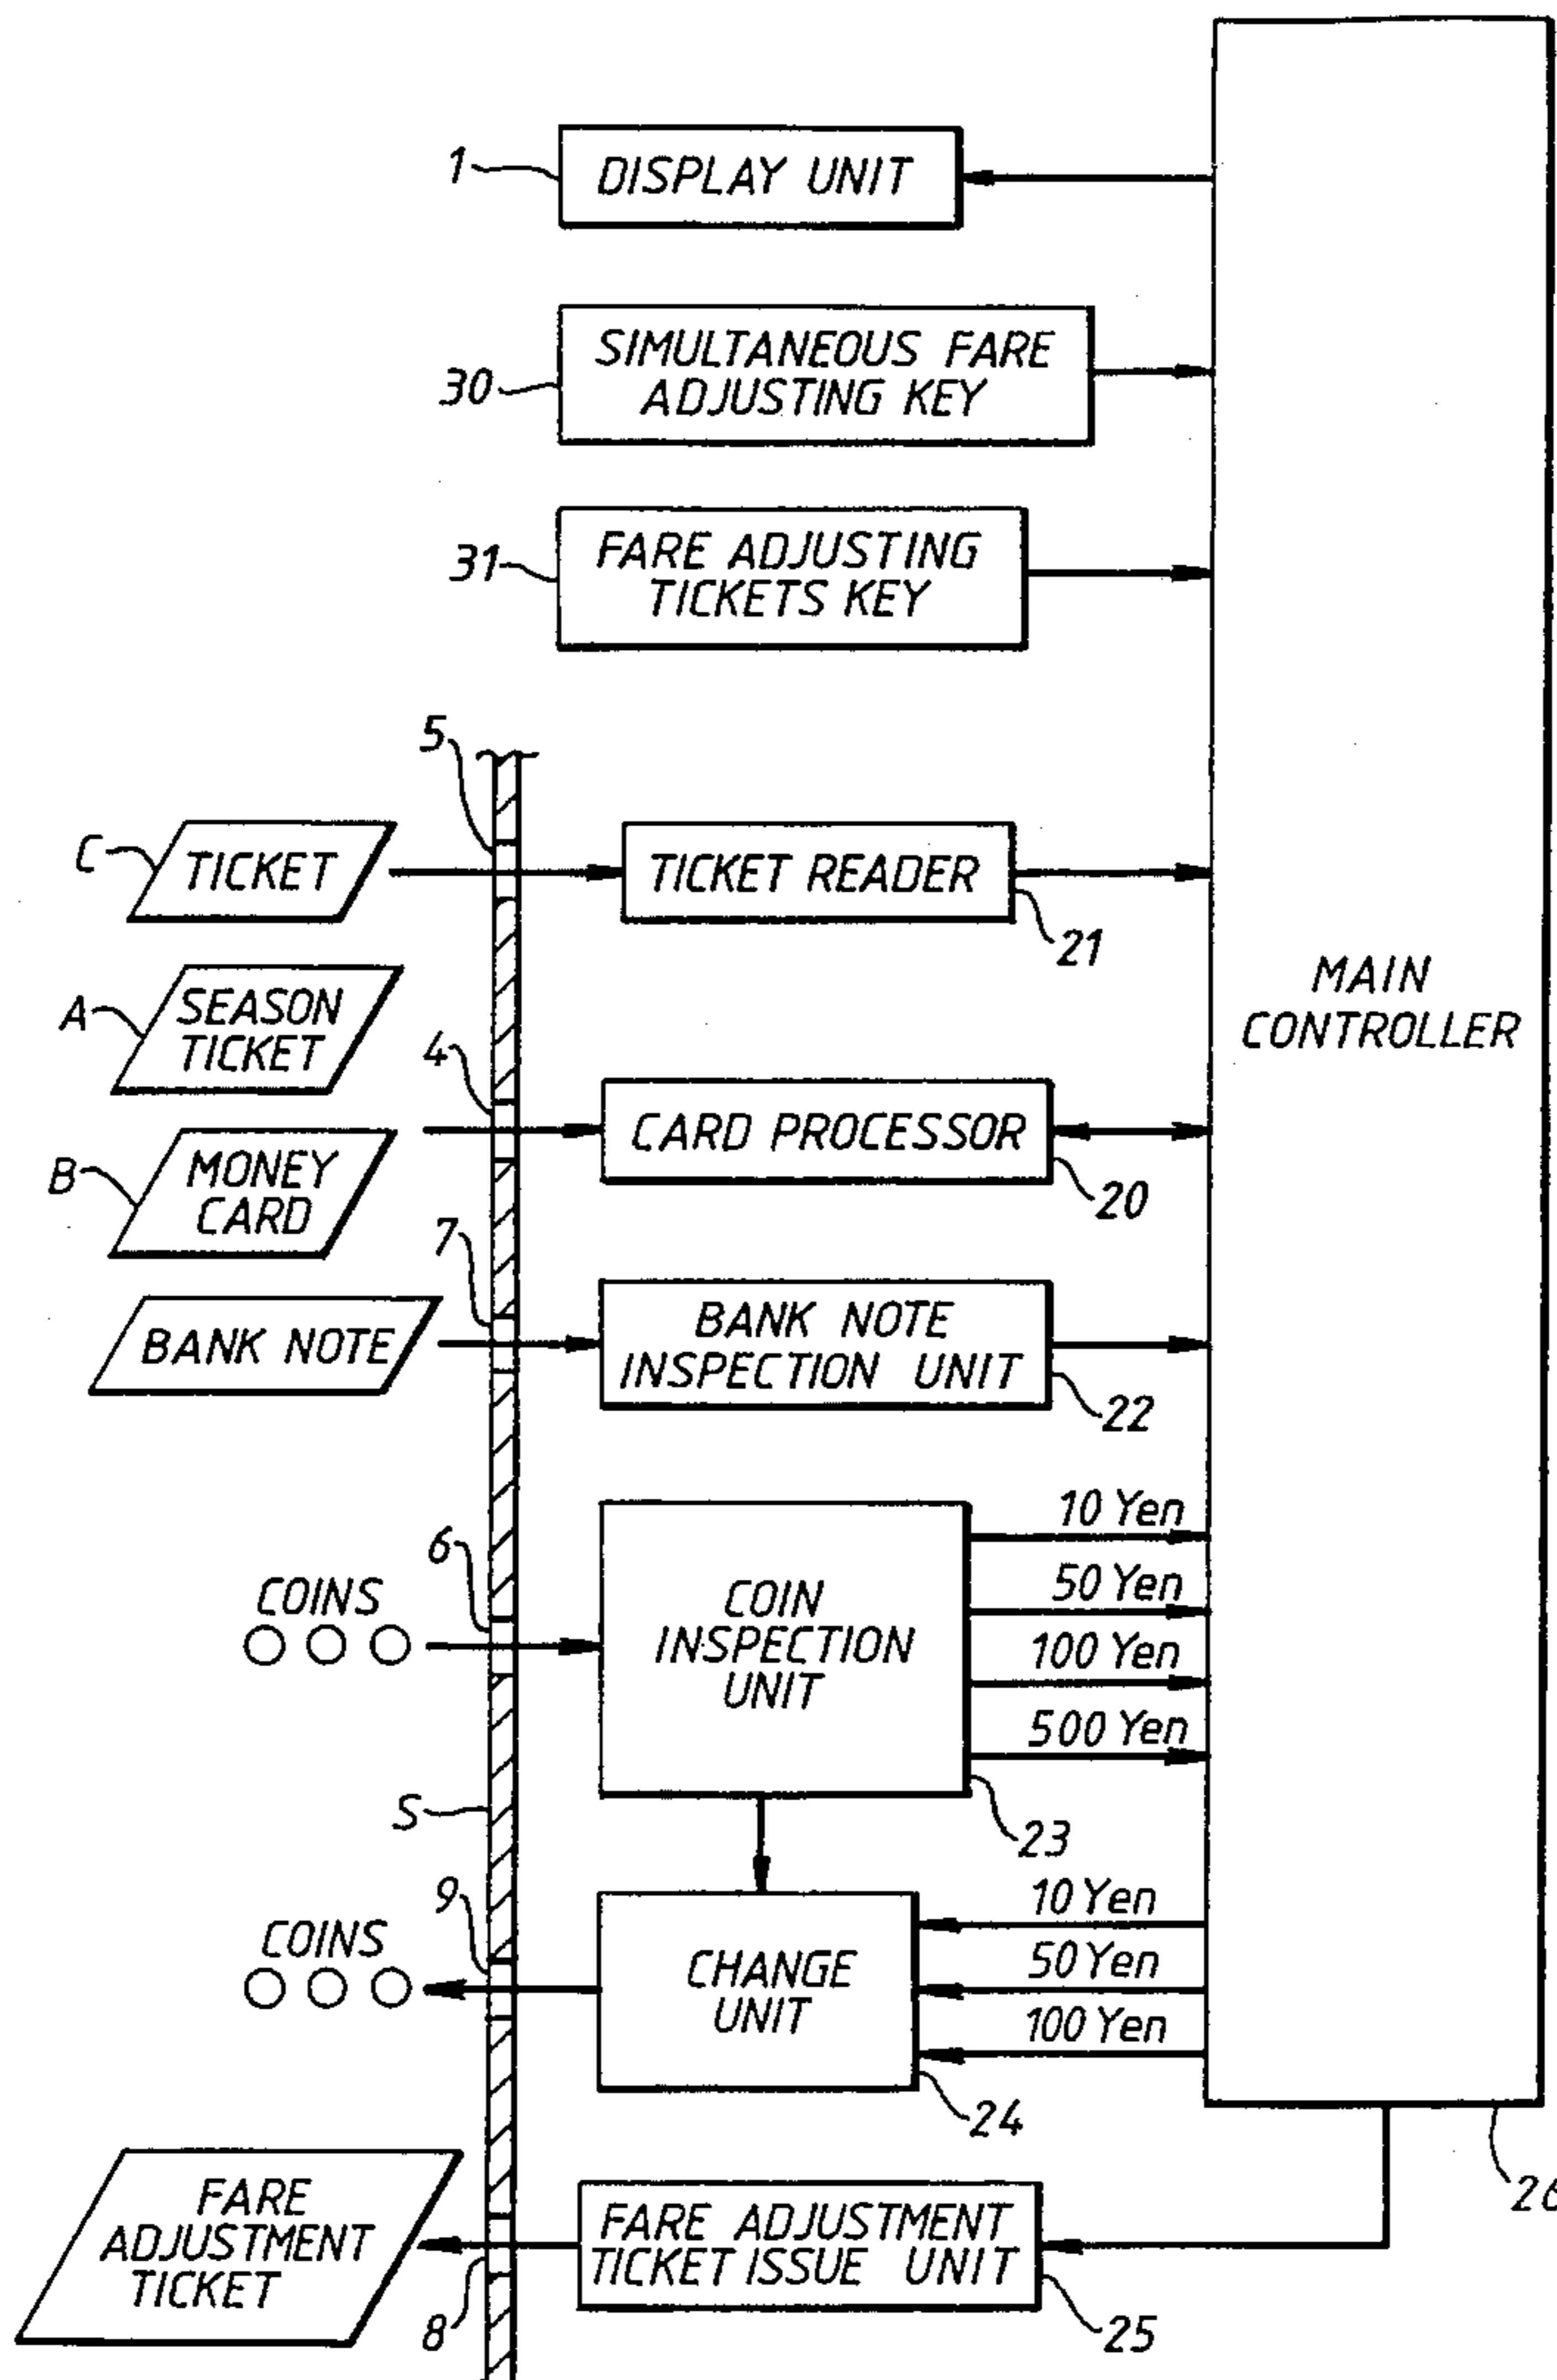 1
DISPLAY UNIT
30
SIMULTANEOUS FARE
ADJUSTING KEY
31
FARE ADJUSTING
TICKETS KEY
5
C
TICKET
TICKET READER
21
A
SEASON
TICKET
MAIN
CONTROLLER
4
CARD PROCESSOR
20
B
MONEY
CARD
7
BANK NOTE
BANK NOTE
INSPECTION UNIT
22
6
COINS
COIN
INSPECTION
UNIT
10 Yen
50 Yen
100 Yen
500 Yen
23
S
9
COINS
CHANGE
UNIT
10 Yen
50 Yen
100 Yen
24
26
FARE
ADJUSTMENT
TICKET
8
FARE ADJUSTMENT
TICKET ISSUE UNIT
25